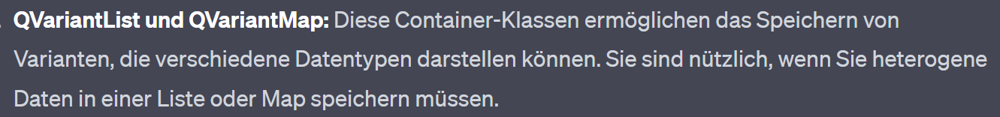 QVariantList und QVariantMap: Diese Container-Klassen ermöglichen das Speichern von
Varianten, die verschiedene Datentypen darstellen können. Sie sind nützlich, wenn Sie heterogene
Daten in einer Liste oder Map speichern müssen.